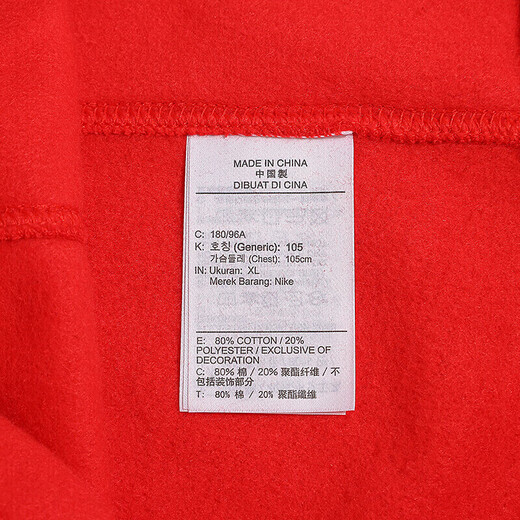 MADE IN CHINA
中国製
DIBUAT DI CINA
C: 180/96A
K: 호칭 (Generic): 105
가슴둘레 (Chest): 105cm
IN: Ukuran: XL
Merek Barang: Nike
E: 80% COTTON / 20%
POLYESTER / EXCLUSIVE OF
DECORATION
C: 80% 棉 / 20% 聚酯纤维 / 不
包括装饰部分
T: 80% 棉 / 20% 聚酯纖維